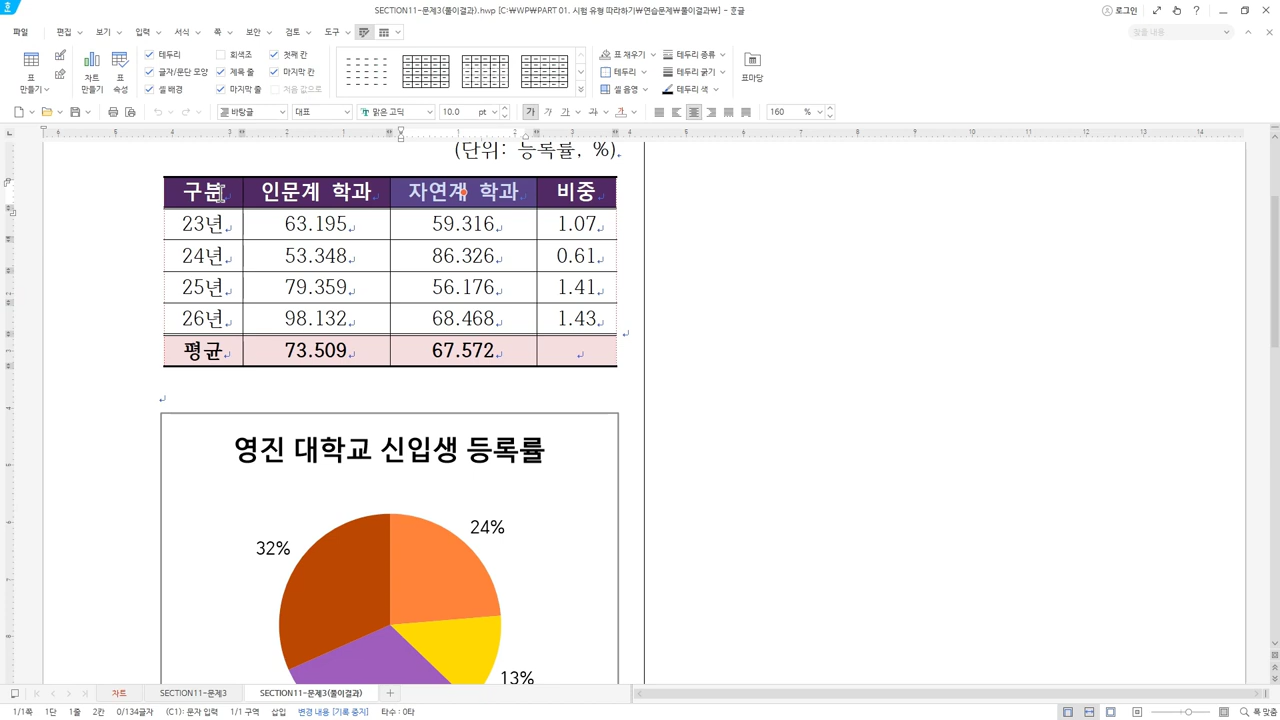 SECTION11-문제3(풀이결과).hwp [C:₩WP₩PART 01. 시험 유형 따라하기₩연습문제₩풀이결과₩] - 한글
로그인
파일 편집 보기 입력 서식 쪽 보안 검토 도구 찾을 내용
테두리 회색조 첫째 칸
글자/문단 모양 제목 줄 마지막 칸
셀 배경 마지막 줄 처음 값으로
표 만들기 차트 만들기 표 속성
표 채우기 테두리 종류
테두리 테두리 굵기
셀 음영 테두리 색
표마당
바탕글 대표 맑은 고딕 10.0 pt 가 가 가 가 가 160 %
(단위: 등록률, %)
구분 인문계 학과 자연계 학과 비중
23년 63.195 59.316 1.07
24년 53.348 86.326 0.61
25년 79.359 56.176 1.41
26년 98.132 68.468 1.43
평균 73.509 67.572
영진 대학교 신입생 등록률
24%
32%
13%
차트 SECTION11-문제3 SECTION11-문제3(풀이결과)
1/1쪽 1단 1줄 2칸 0/134글자 (C1): 문자 입력 1/1 구역 삽입 변경 내용 [기록 중지] 타수 : 0타 폭 맞춤